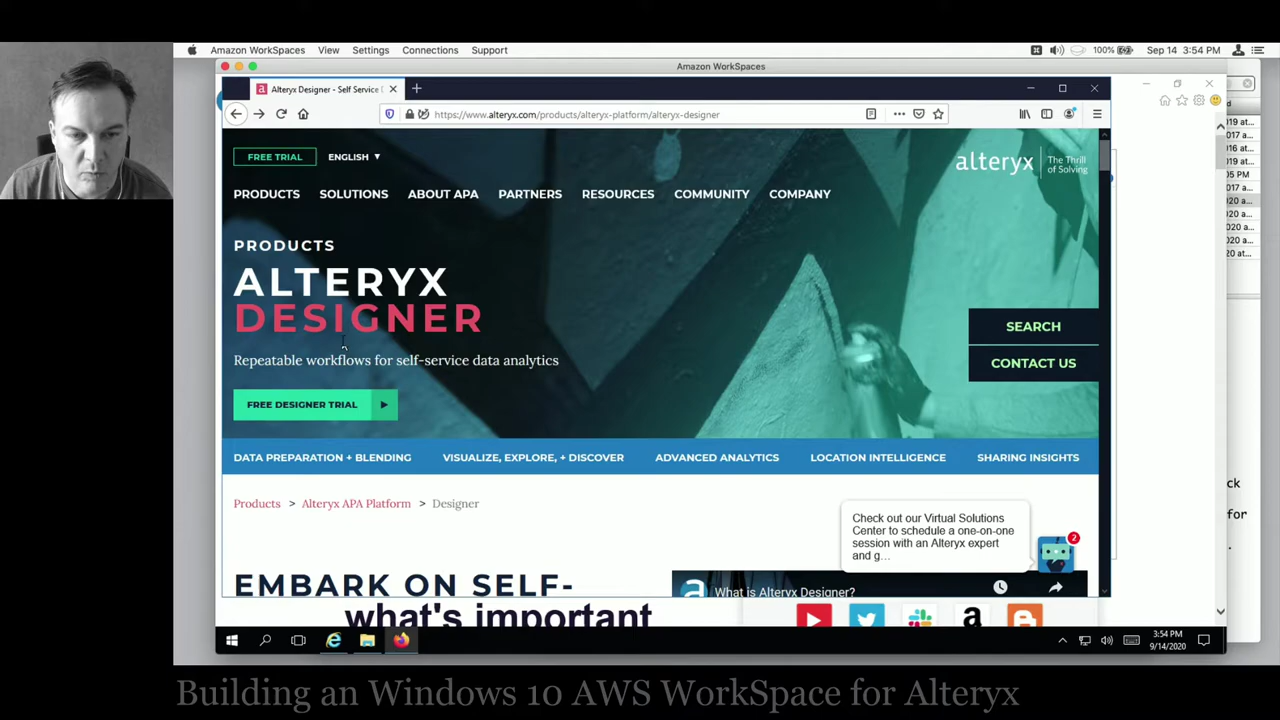 Amazon WorkSpaces View Settings Connections Support
100% Sep 14 3:54 PM
Amazon WorkSpaces
Alteryx Designer - Self Service
https://www.alteryx.com/products/alteryx-platform/alteryx-designer
FREE TRIAL ENGLISH ▼
alteryx The Thrill
of Solving
PRODUCTS SOLUTIONS ABOUT APA PARTNERS RESOURCES COMMUNITY COMPANY
PRODUCTS
ALTERYX
DESIGNER
Repeatable workflows for self-service data analytics
FREE DESIGNER TRIAL
SEARCH
CONTACT US
DATA PREPARATION + BLENDING VISUALIZE, EXPLORE, + DISCOVER ADVANCED ANALYTICS LOCATION INTELLIGENCE SHARING INSIGHTS
Products > Alteryx APA Platform > Designer
Check out our Virtual Solutions
Center to schedule a one-on-one
session with an Alteryx expert
and g...
2
EMBARK ON SELF-
What is Alteryx Designer?
what's important
3:54 PM
9/14/2020
Building an Windows 10 AWS WorkSpace for Alteryx